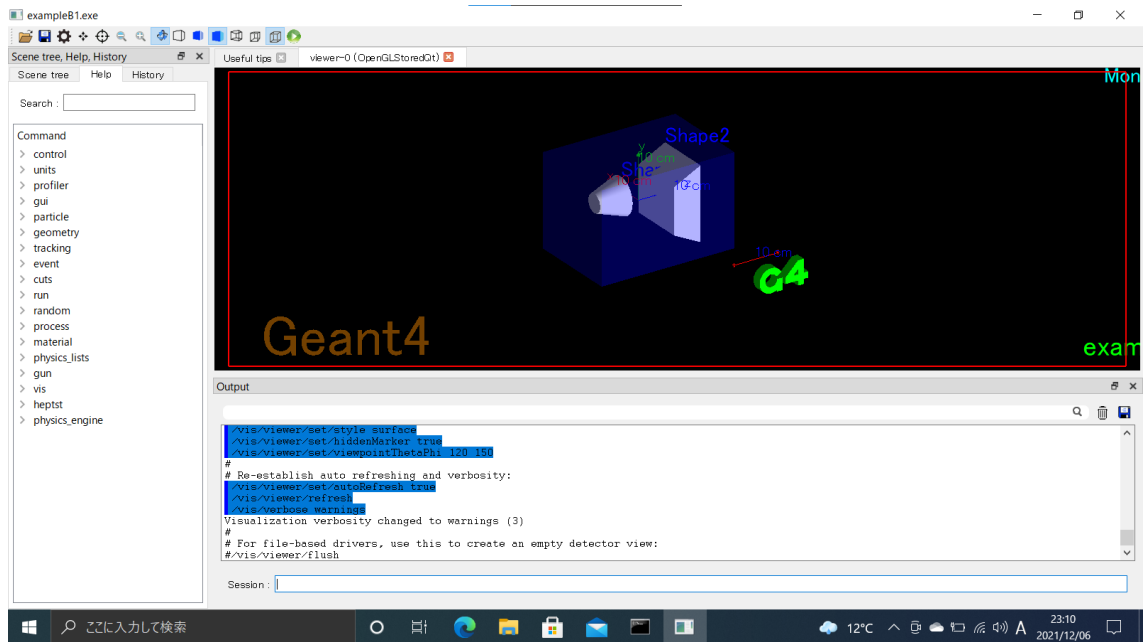 exampleB1.exe
Scene tree, Help, History
Useful tips
viewer-0 (OpenGLStoredQt)
Scene tree
Help
History
Search :
Command
control
units
profiler
gui
particle
geometry
tracking
event
cuts
run
random
process
material
physics_lists
gun
vis
heptst
physics_engine
Mon
Shape2
y
10 cm
Shap
10 cm
10 cm
10 cm
G4
Geant4
exam
Output
/vis/viewer/set/style surface
/vis/viewer/set/hiddenMarker true
/vis/viewer/set/viewpointThetaPhi 120 150
#
# Re-establish auto refreshing and verbosity:
/vis/viewer/set/autoRefresh true
/vis/viewer/refresh
/vis/verbose warnings
Visualization verbosity changed to warnings (3)
#
# For file-based drivers, use this to create an empty detector view:
#/vis/viewer/flush
Session :
ここに入力して検索
12°C
A
23:10
2021/12/06